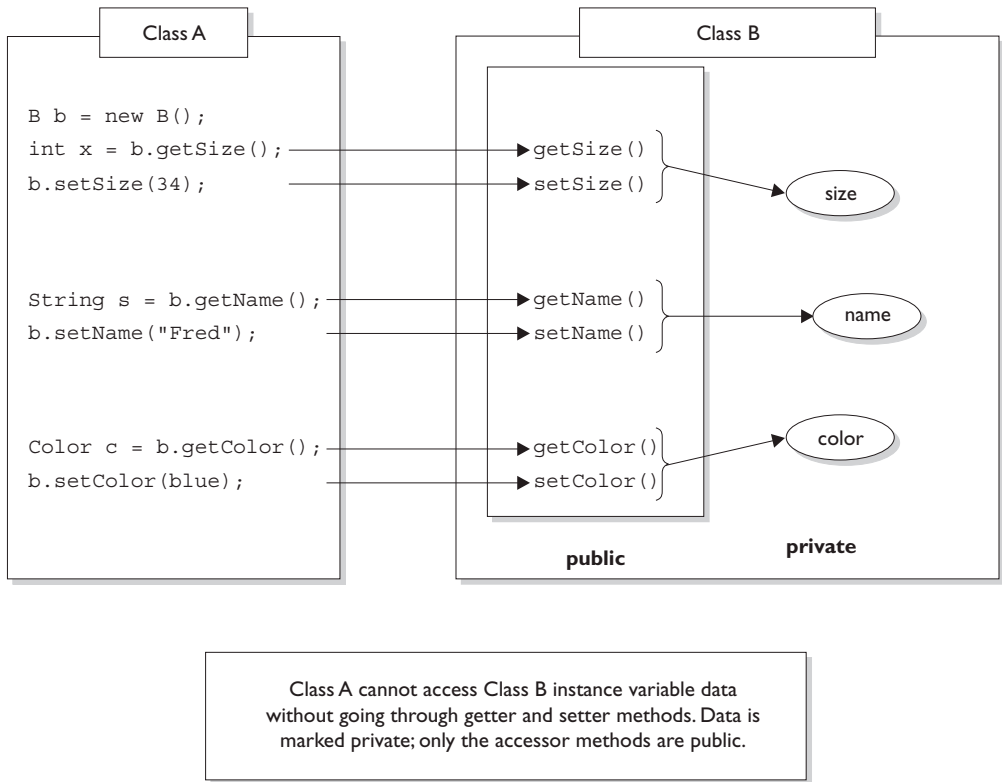 Class A
B b = new B();
int x = b.getSize();
b.setSize(34);
String s = b.getName();
b.setName("Fred");
Color c = b.getColor();
b.setColor(blue);
Class B
getSize()
setSize()
getName()
setName()
getColor()
setColor()
public
size
name
color
private
Class A cannot access Class B instance variable data
without going through getter and setter methods. Data is
marked private; only the accessor methods are public.